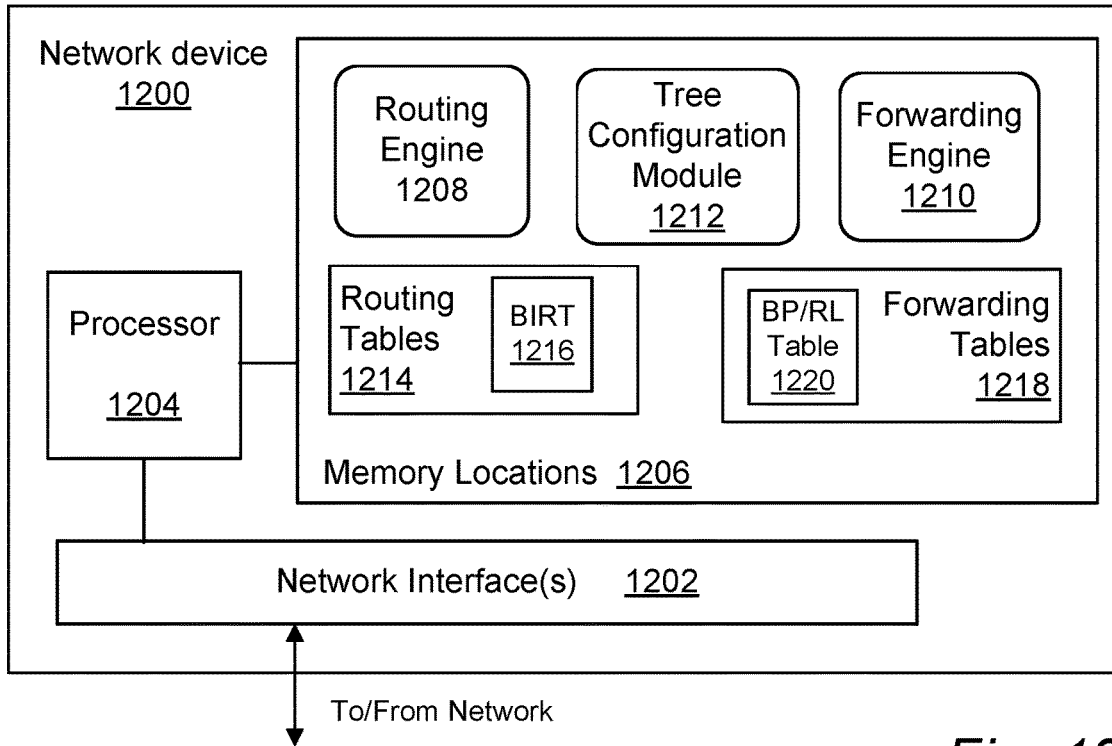 Network device
1200
Routing
Engine
1208
Tree
Configuration
Module
1212
Forwarding
Engine
1210
Processor
1204
Routing
Tables
1214
BIRT
1216
BP/RL
Table
1220
Forwarding
Tables
1218
Memory Locations 1206
Network Interface(s) 1202
To/From Network